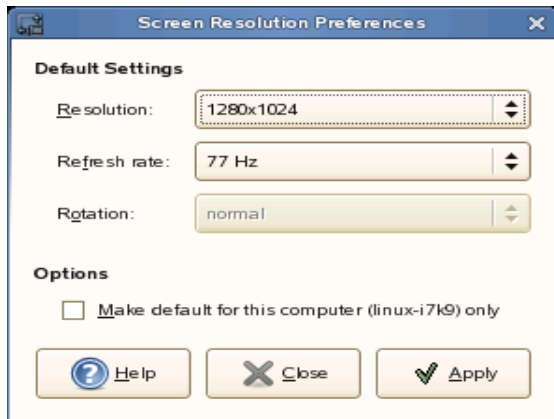 Screen Resolution Preferences
Default Settings
Resolution: 1280x1024
Refresh rate: 77 Hz
Rotation: normal
Options
Make default for this computer (linux-i7k9) only
Help Close Apply